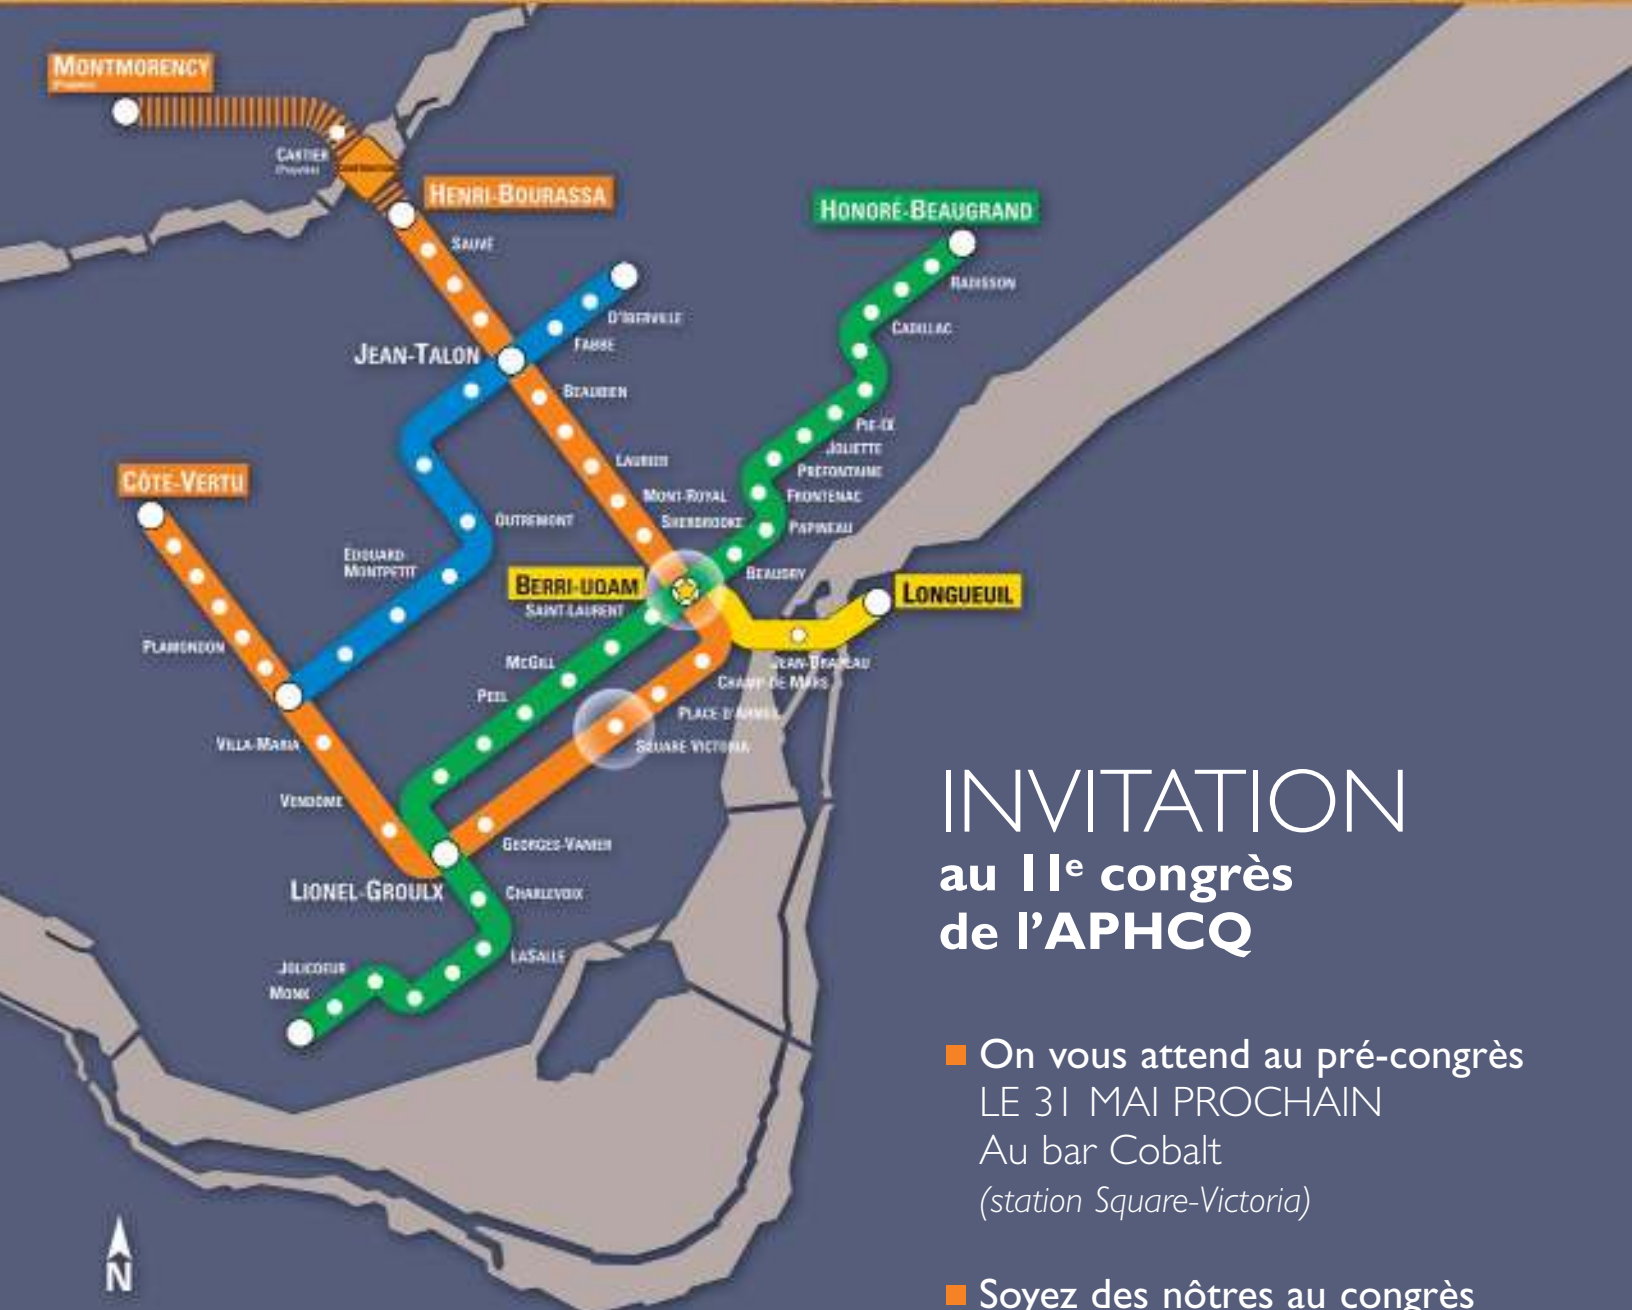 MONTMORENCY
CARTIER
HENRI-BOURASSA
SAUVÉ
HONORÉ-BEAUGRAND
RADISSON
CADILLAC
D'IBERVILLE
FABRE
JEAN-TALON
BEAUBIEN
PIE-IX
JOLIETTE
PRÉFONTAINE
LAURIER
CÔTE-VERTU
MONT-ROYAL
FRONTENAC
SHERBROOKE
PAPINEAU
OUTREMONT
ÉDOUARD-
MONTPETIT
BEAUDRY
BERRI-UQAM
LONGUEUIL
SAINT-LAURENT
PLAMONDON
MCGILL
JEAN-DRAPEAU
CHAMP-DE-MARS
PEEL
PLACE-D'ARMES
VILLA-MARIA
SQUARE VICTORIA
VENDÔME
GEORGES-VANIER
LIONEL-GROULX
CHARLEVOIX
LASALLE
JOLICOEUR
MONK
N
INVITATION
au 11e congrès
de l'APHCQ
On vous attend au pré-congrès
LE 31 MAI PROCHAIN
Au bar Cobalt
(station Square-Victoria)
Soyez des nôtres au congrès